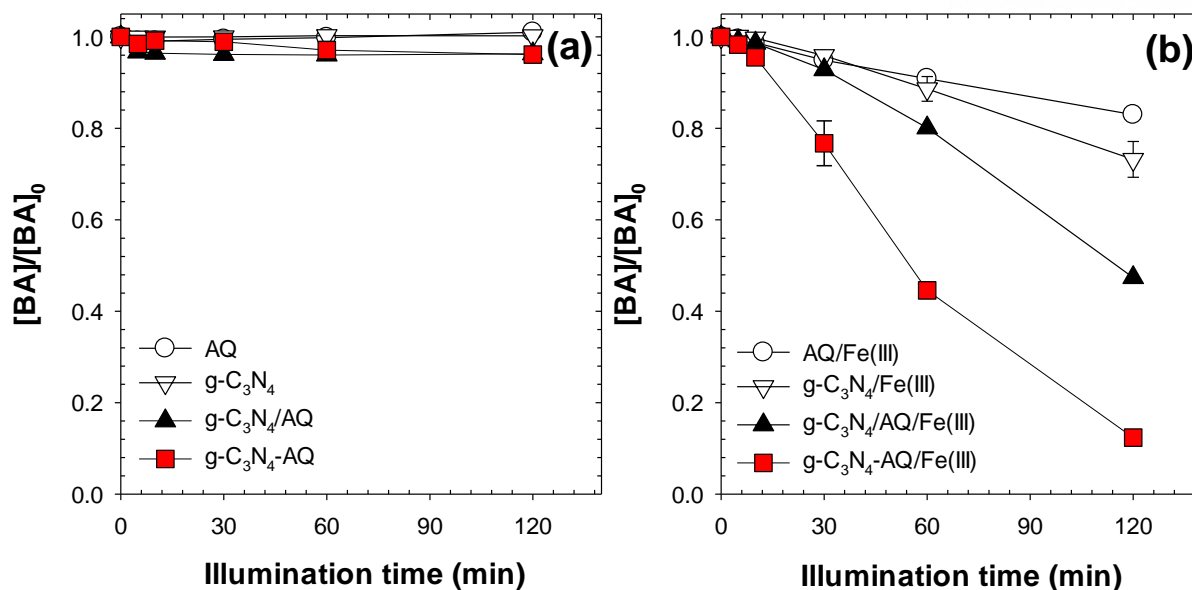 (a)
[BA]/[BA]₀
1.0
0.8
0.6
0.4
0.2
0.0
AQ
g-C₃N₄
g-C₃N₄/AQ
g-C₃N₄-AQ
0 30 60 90 120
Illumination time (min)
(b)
[BA]/[BA]₀
1.0
0.8
0.6
0.4
0.2
0.0
AQ/Fe(III)
g-C₃N₄/Fe(III)
g-C₃N₄/AQ/Fe(III)
g-C₃N₄-AQ/Fe(III)
0 30 60 90 120
Illumination time (min)